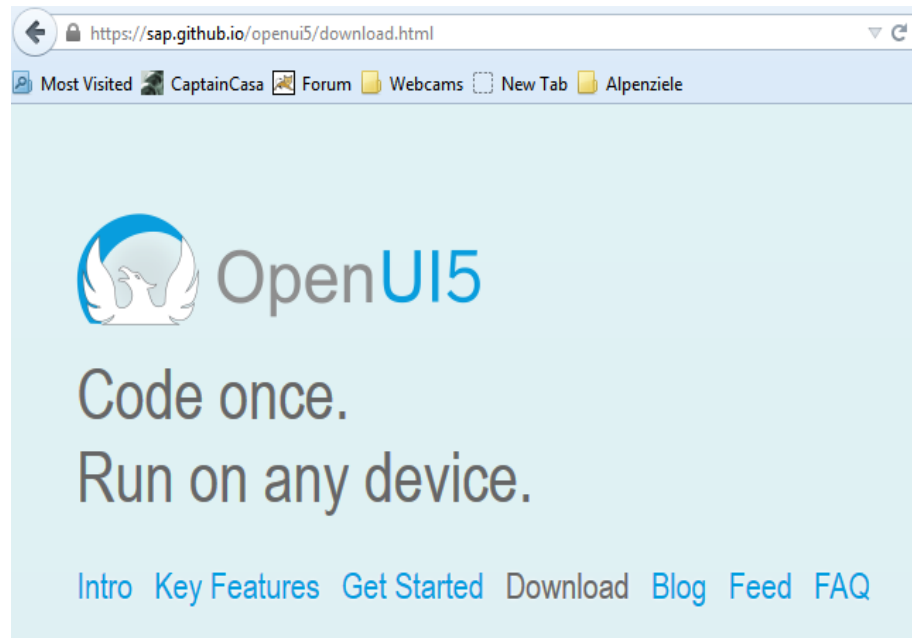 https://sap.github.io/openui5/download.html
Most Visited CaptainCasa Forum Webcams New Tab Alpenziele
OpenUI5
Code once.
Run on any device.
Intro Key Features Get Started Download Blog Feed FAQ